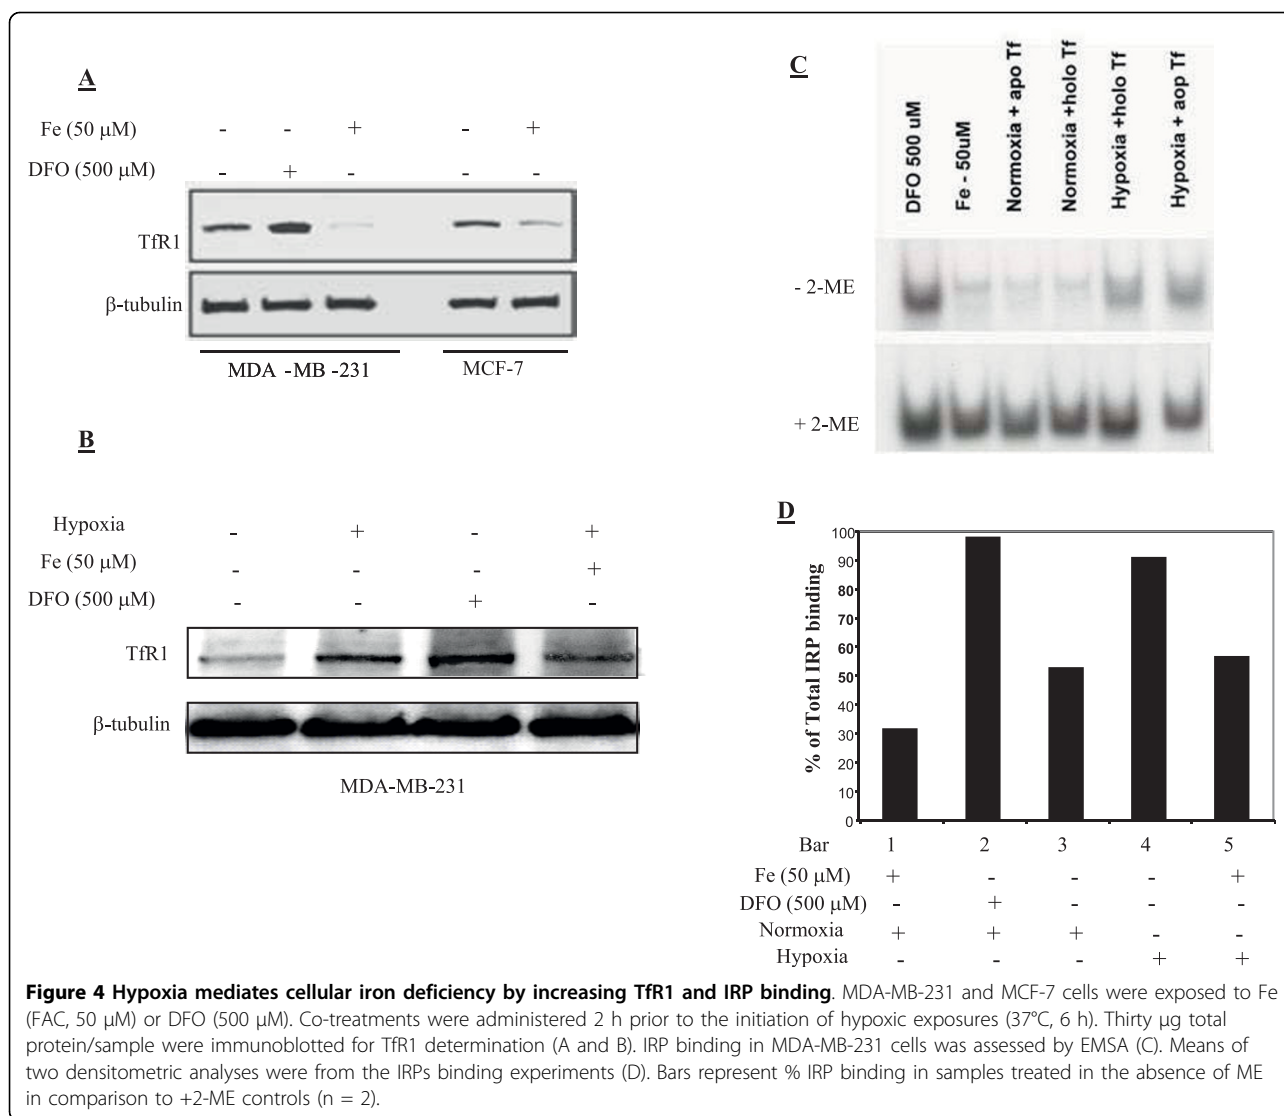 A
Fe (50 µM) - - + - +
DFO (500 µM) - + - - -
TfR1
β-tubulin
MDA -MB -231 MCF-7
B
Hypoxia - + - +
Fe (50 µM) - - - +
DFO (500 µM) - - + -
TfR1
β-tubulin
MDA-MB-231
C
DFO 500 uM
Fe - 50uM
Normoxia + apo Tf
Normoxia +holo Tf
Hypoxia +holo Tf
Hypoxia + aop Tf
- 2-ME
+ 2-ME
D
% of Total IRP binding
100
90
80
70
60
50
40
30
20
10
0
Bar 1 2 3 4 5
Fe (50 µM) + - - - +
DFO (500 µM) - + - - -
Normoxia + + + - -
Hypoxia - - - + +
Figure 4 Hypoxia mediates cellular iron deficiency by increasing TfR1 and IRP binding. MDA-MB-231 and MCF-7 cells were exposed to Fe
(FAC, 50 µM) or DFO (500 µM). Co-treatments were administered 2 h prior to the initiation of hypoxic exposures (37°C, 6 h). Thirty µg total
protein/sample were immunoblotted for TfR1 determination (A and B). IRP binding in MDA-MB-231 cells was assessed by EMSA (C). Means of
two densitometric analyses were from the IRPs binding experiments (D). Bars represent % IRP binding in samples treated in the absence of ME
in comparison to +2-ME controls (n = 2).